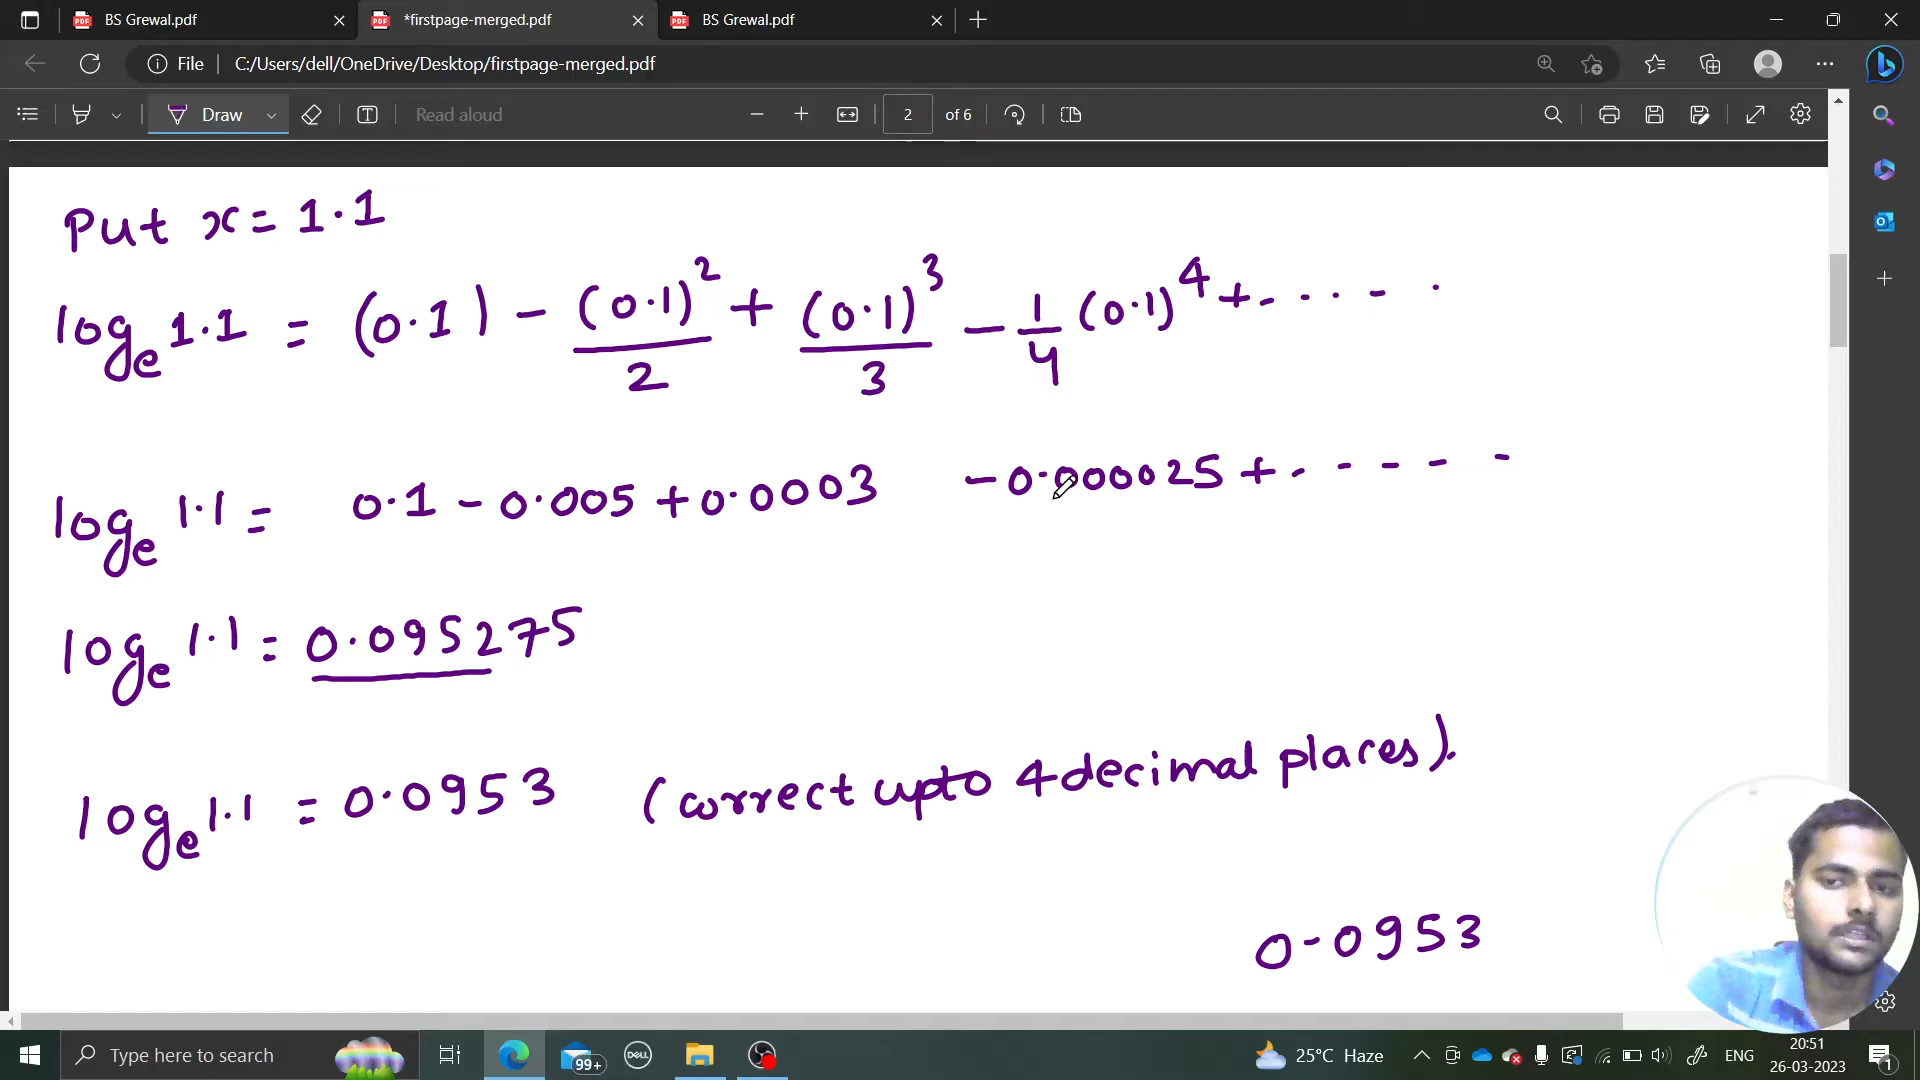 BS Grewal.pdf
*firstpage-merged.pdf
BS Grewal.pdf
File C:/Users/dell/OneDrive/Desktop/firstpage-merged.pdf
Draw Read aloud 2 of 6
Put x = 1.1
logₑ 1.1 = (0.1) - (0.1)²/2 + (0.1)³/3 - 1/4 (0.1)⁴ + - - - - -
logₑ 1.1 = 0.1 - 0.005 + 0.0003 - 0.000025 + - - - - -
logₑ 1.1 = 0.095275
logₑ 1.1 = 0.0953 (correct upto 4 decimal places).
0.0953
Type here to search
99+
DELL
25°C Haze
ENG
20:51
26-03-2023
1